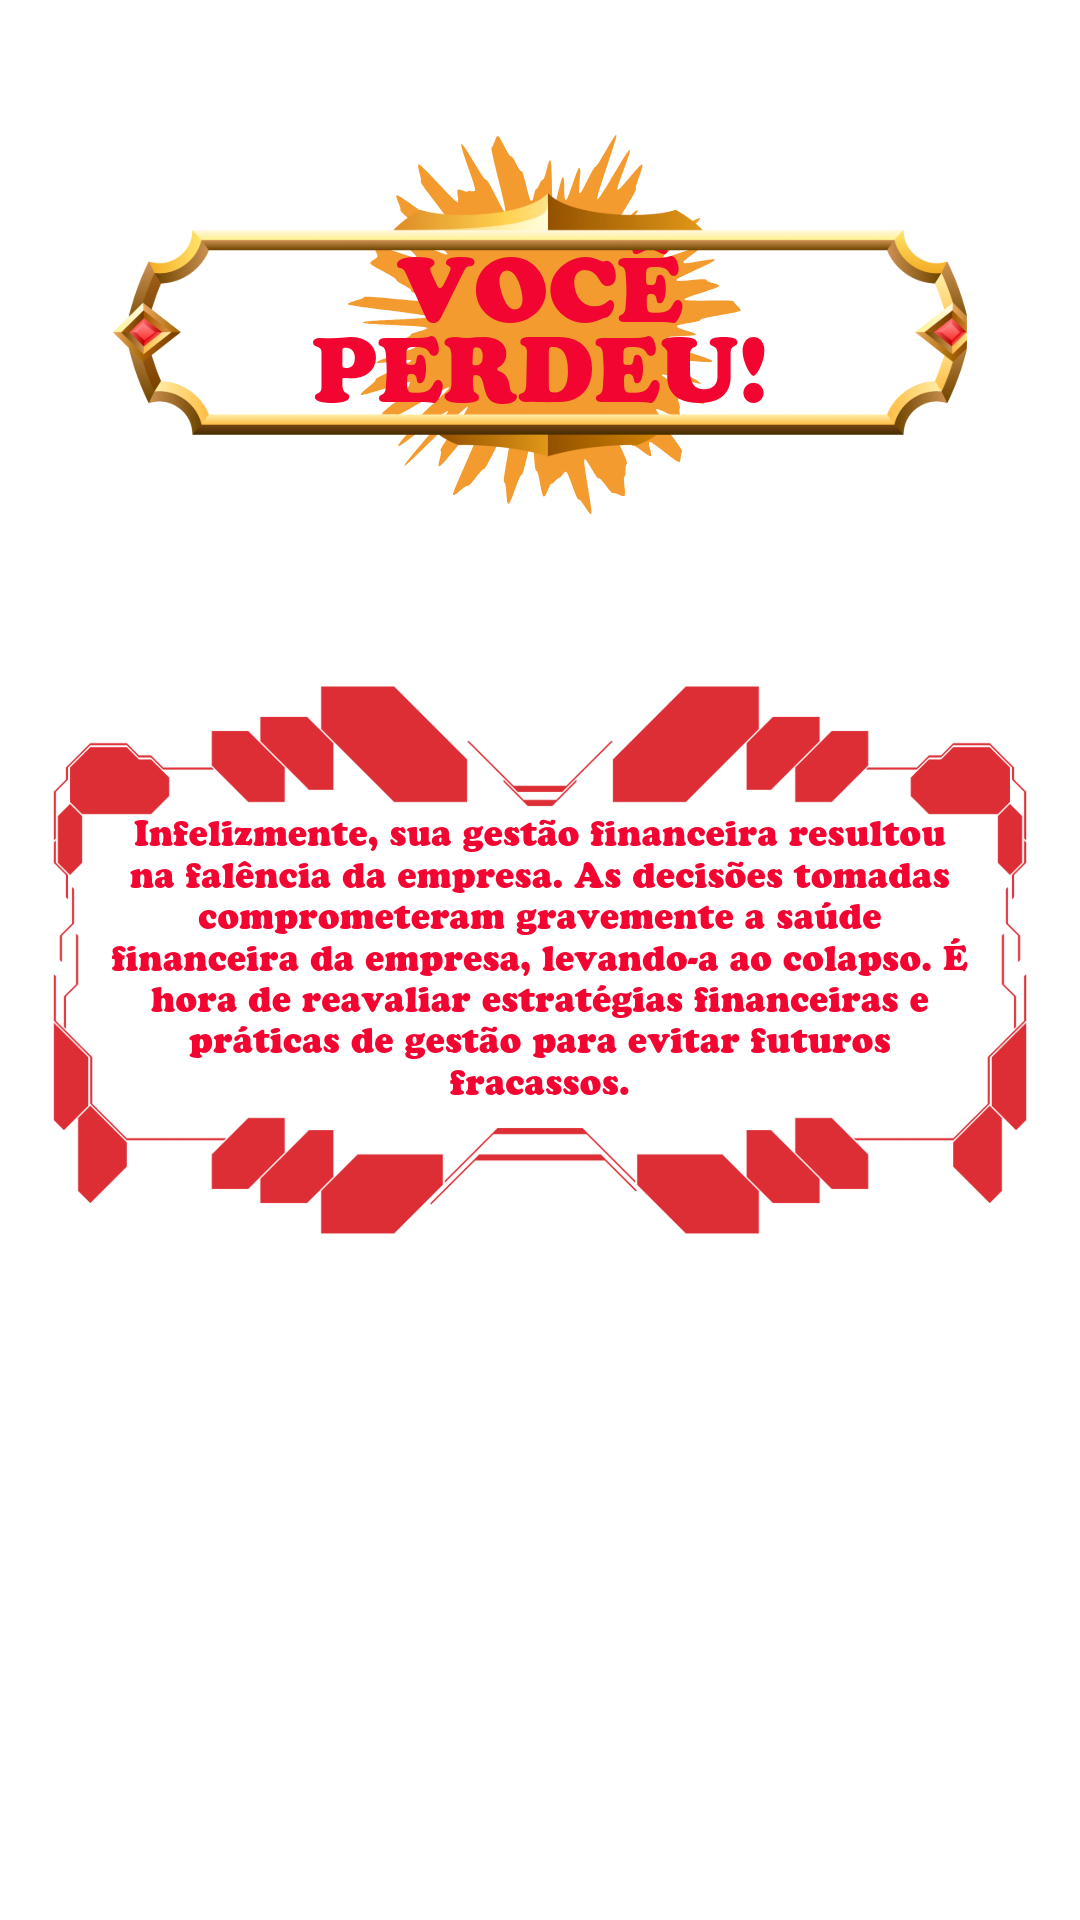 VOCÊ
PERDEU!
Infelizmente, sua gestão financeira resultou
na falência da empresa. As decisões tomadas
comprometeram gravemente a saúde
financeira da empresa, levando-a ao colapso. É
hora de reavaliar estratégias financeiras e
práticas de gestão para evitar futuros
fracassos.